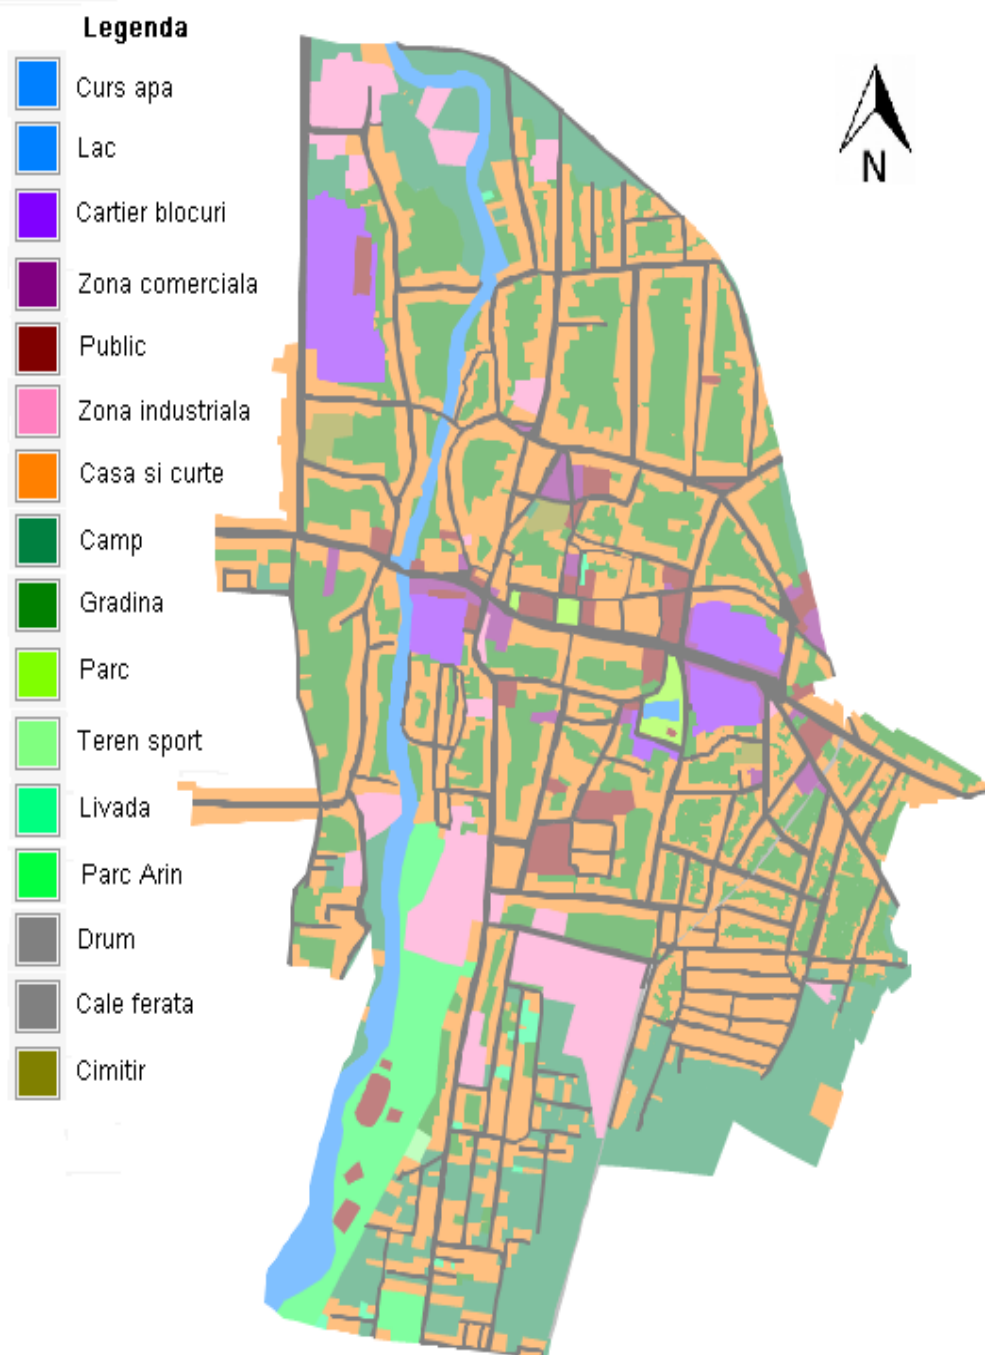 Legenda
Curs apa
Lac
Cartier blocuri
Zona comerciala
Public
Zona industriala
Casa si curte
Camp
Gradina
Parc
Teren sport
Livada
Parc Arin
Drum
Cale ferata
Cimitir
N